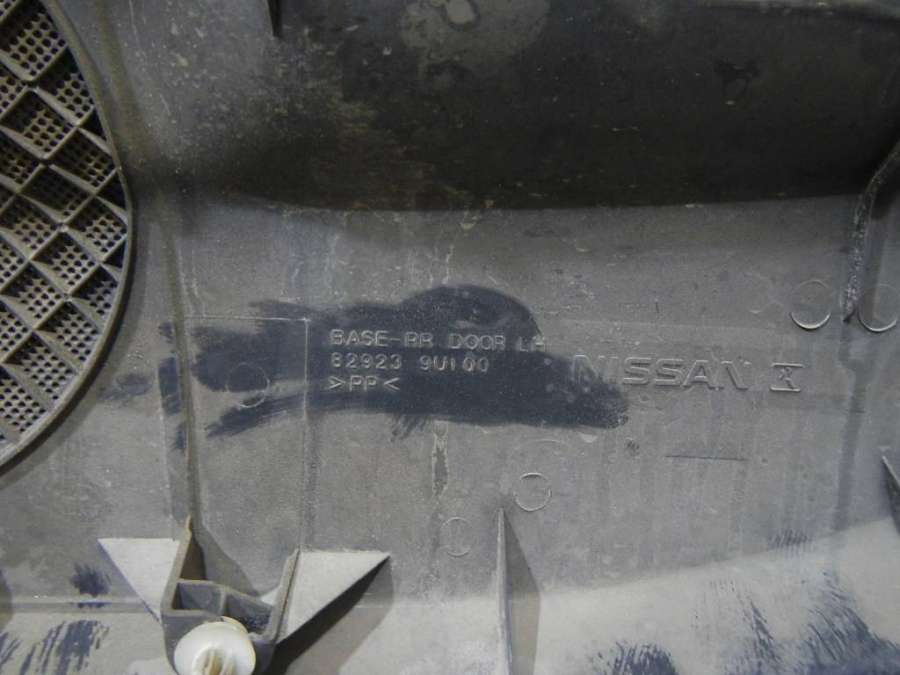 BASE-RR DOOR LH
82923 9U100
>PP<
NISSAN